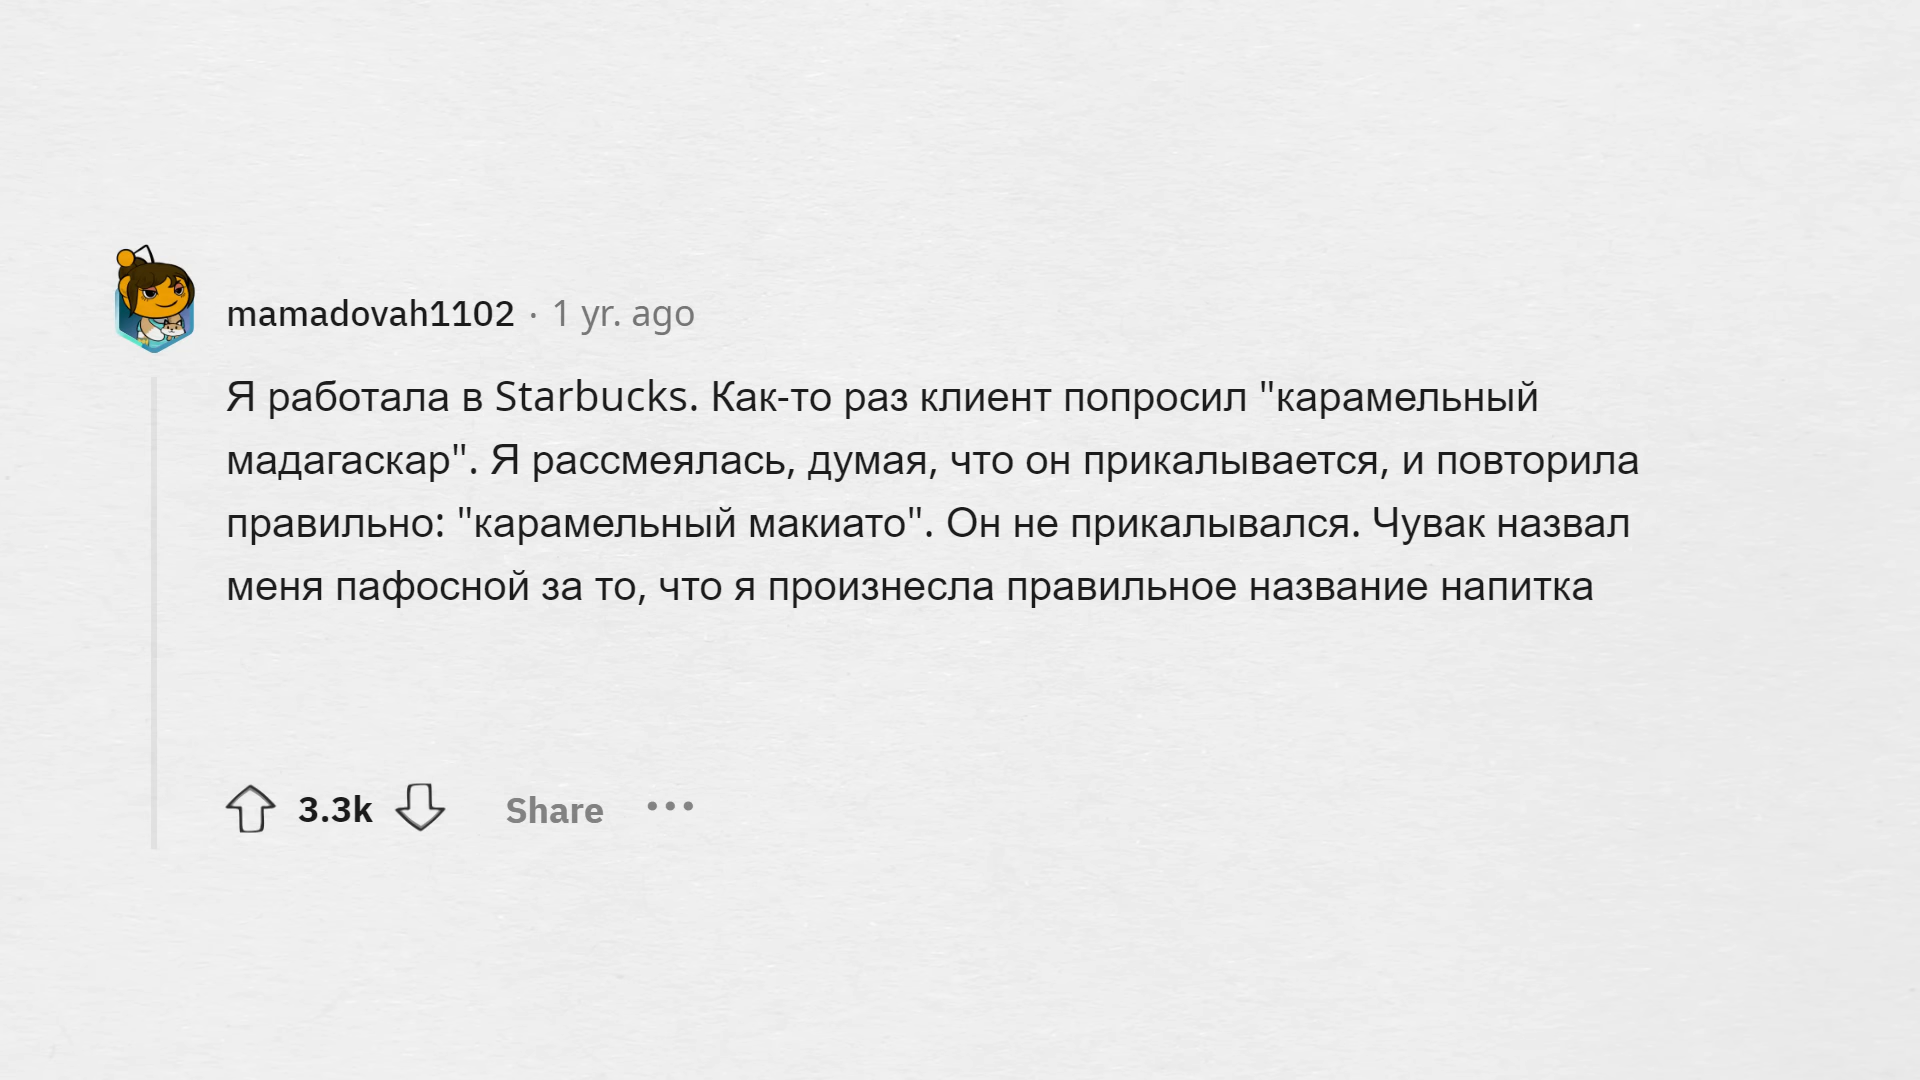 mamadovah1102 · 1 yr. ago
Я работала в Starbucks. Как-то раз клиент попросил "карамельный
мадагаскар". Я рассмеялась, думая, что он прикалывается, и повторила
правильно: "карамельный макиато". Он не прикалывался. Чувак назвал
меня пафосной за то, что я произнесла правильное название напитка
3.3k Share ...